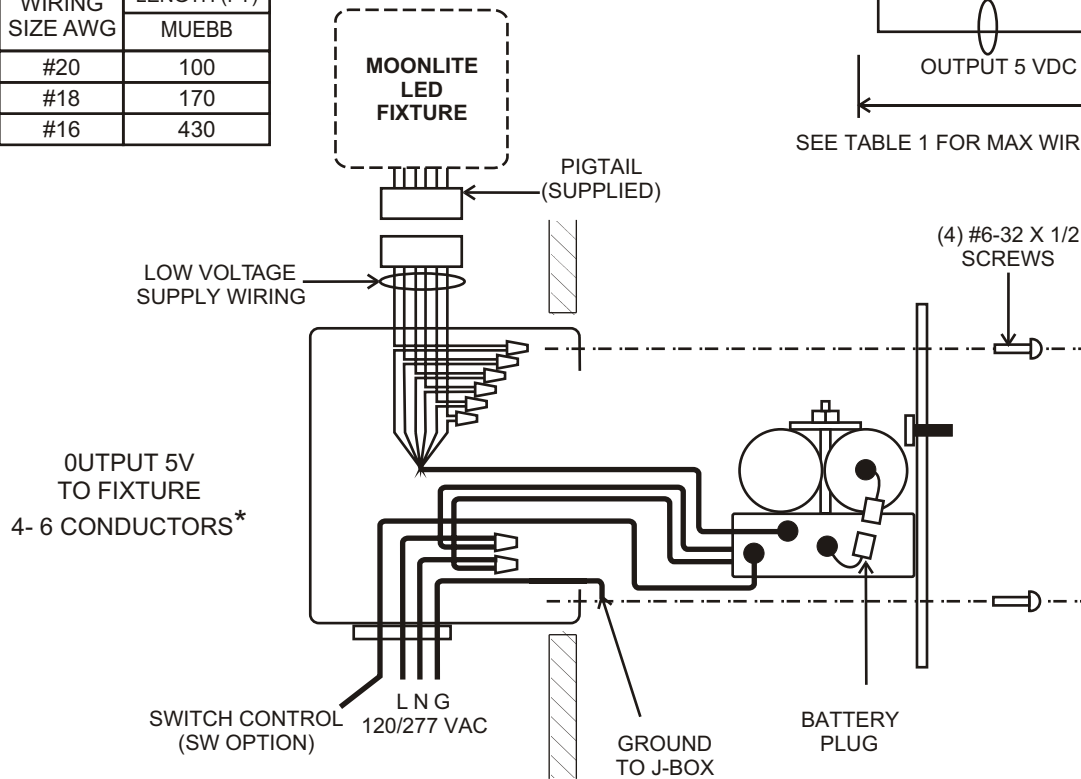 WIRING
SIZE AWG
LENGTH (FT)
MUEBB
#20 100
#18 170
#16 430
MOONLITE
LED
FIXTURE
OUTPUT 5 VDC
SEE TABLE 1 FOR MAX WIR
PIGTAIL
(SUPPLIED)
(4) #6-32 X 1/2
SCREWS
LOW VOLTAGE
SUPPLY WIRING
0UTPUT 5V
TO FIXTURE
4- 6 CONDUCTORS*
L N G
120/277 VAC
SWITCH CONTROL
(SW OPTION)
GROUND
TO J-BOX
BATTERY
PLUG